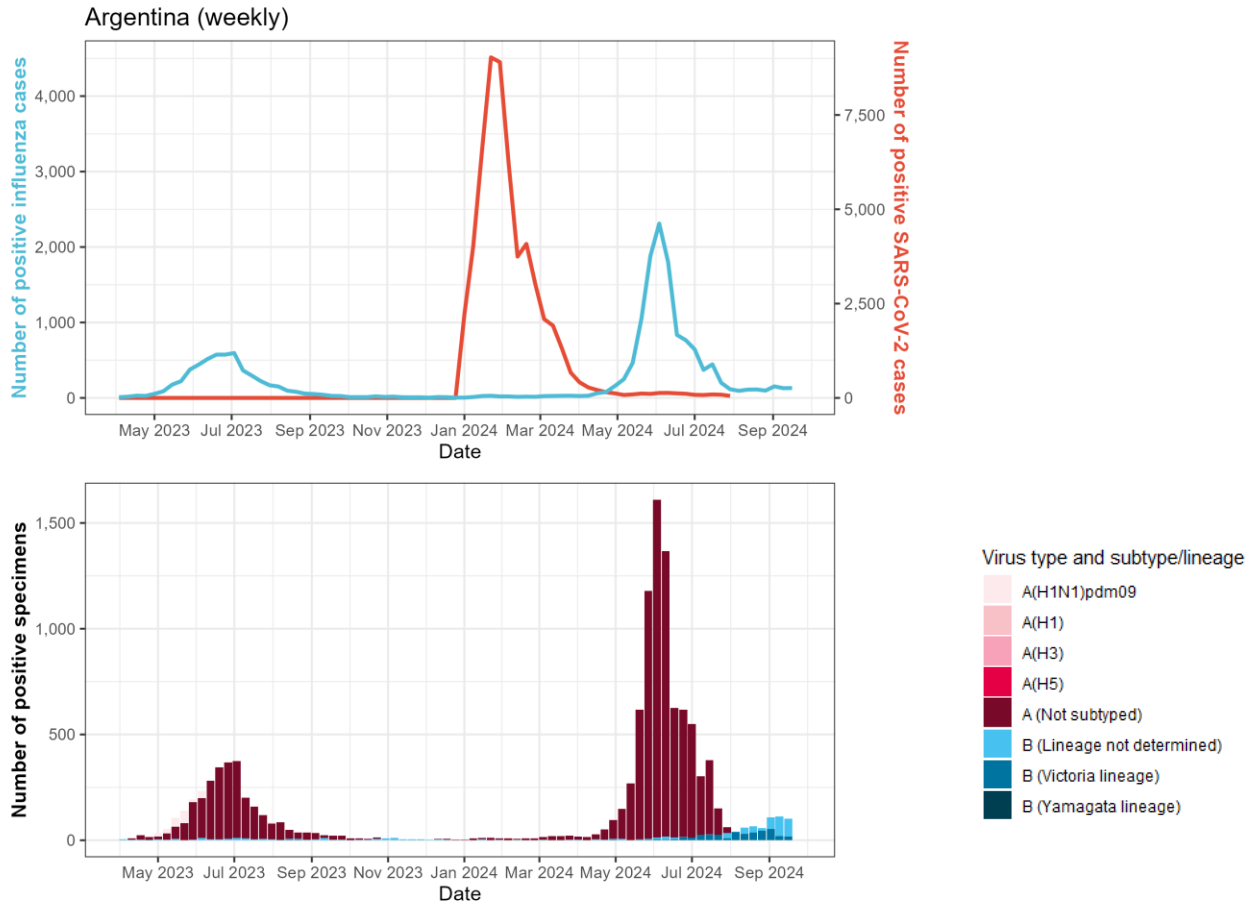 Argentina (weekly)
Number of positive influenza cases
4,000
3,000
2,000
1,000
0
7,500
5,000
2,500
0
Number of positive SARS-CoV-2 cases
May 2023 Jul 2023 Sep 2023 Nov 2023 Jan 2024 Mar 2024 May 2024 Jul 2024 Sep 2024
Date
Number of positive specimens
1,500
1,000
500
0
May 2023 Jul 2023 Sep 2023 Nov 2023 Jan 2024 Mar 2024 May 2024 Jul 2024 Sep 2024
Date
Virus type and subtype/lineage
A(H1N1)pdm09
A(H1)
A(H3)
A(H5)
A (Not subtyped)
B (Lineage not determined)
B (Victoria lineage)
B (Yamagata lineage)